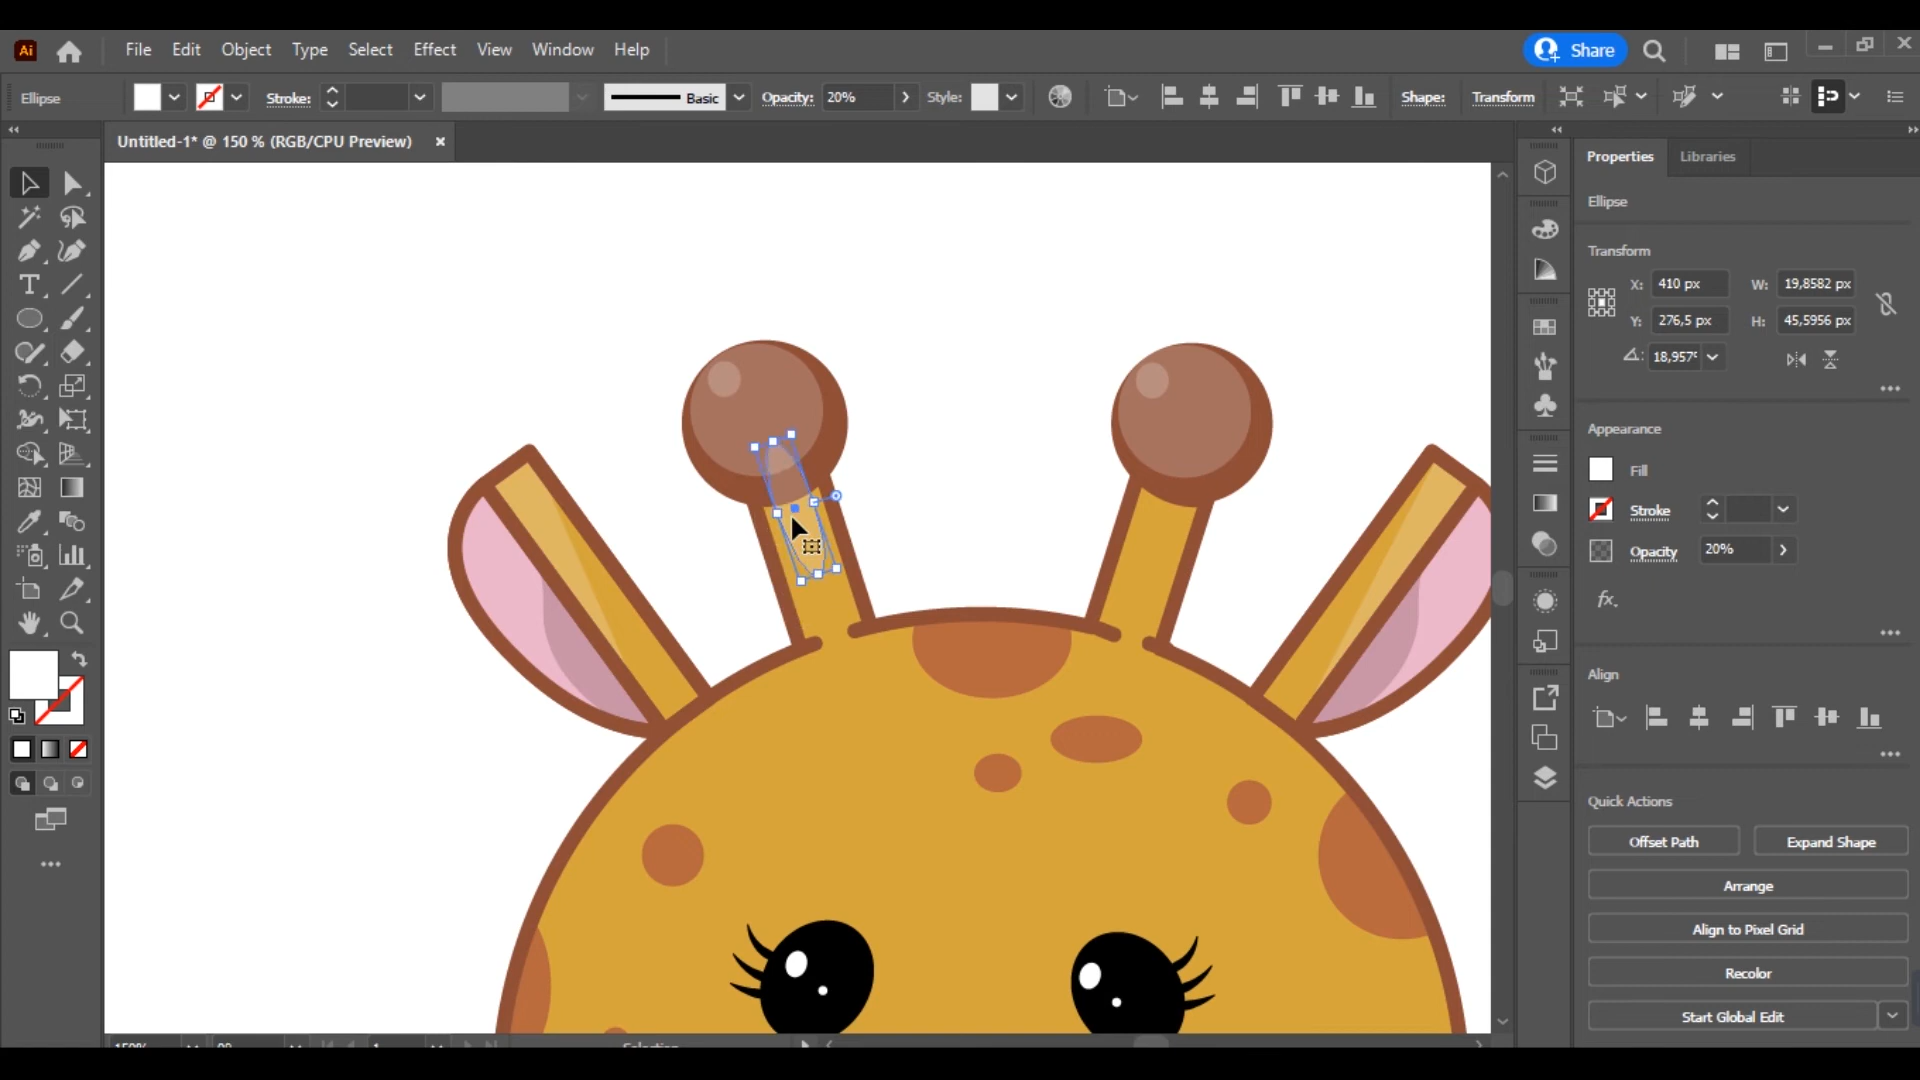 Ai File Edit Object Type Select Effect View Window Help Share
Ellipse Stroke: Basic Opacity: 20% Style: Shape: Transform
Untitled-1* @ 150 % (RGB/CPU Preview) ×
Properties Libraries
Ellipse
Transform
X: 410 px W: 19,8582 px
Y: 276,5 px H: 45,5956 px
18,957°
Appearance
Fill
Stroke
Opacity 20%
fx.
Align
Quick Actions
Offset Path Expand Shape
Arrange
Align to Pixel Grid
Recolor
Start Global Edit